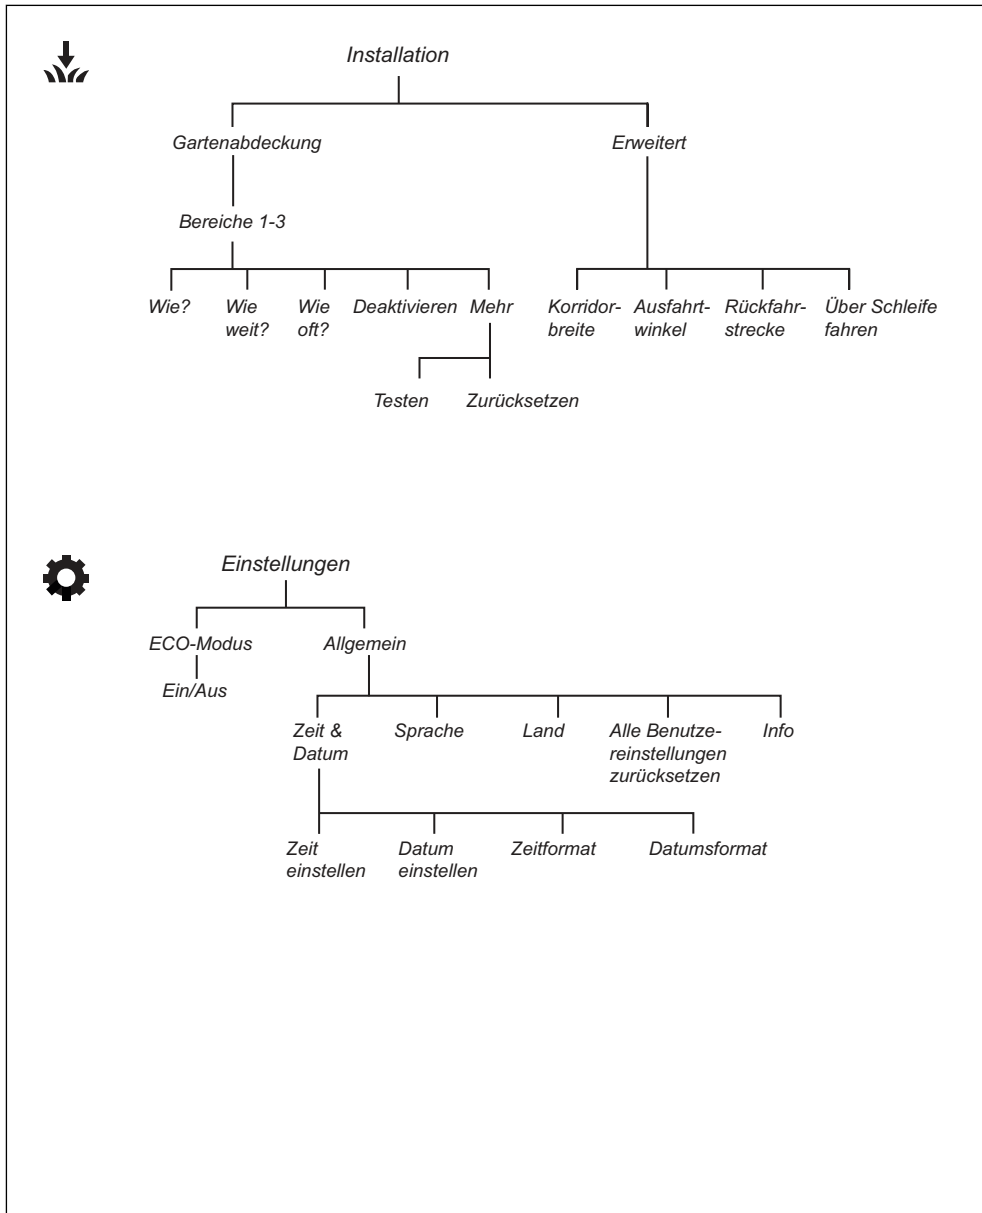 Installation
Gartenabdeckung
Erweitert
Bereiche 1-3
Wie?
Wie
weit?
Wie
oft?
Deaktivieren
Mehr
Korridor-
breite
Ausfahrt-
winkel
Rückfahr-
strecke
Über Schleife
fahren
Testen
Zurücksetzen
Einstellungen
ECO-Modus
Allgemein
Ein/Aus
Zeit &
Datum
Sprache
Land
Alle Benutze-
reinstellungen
zurücksetzen
Info
Zeit
einstellen
Datum
einstellen
Zeitformat
Datumsformat